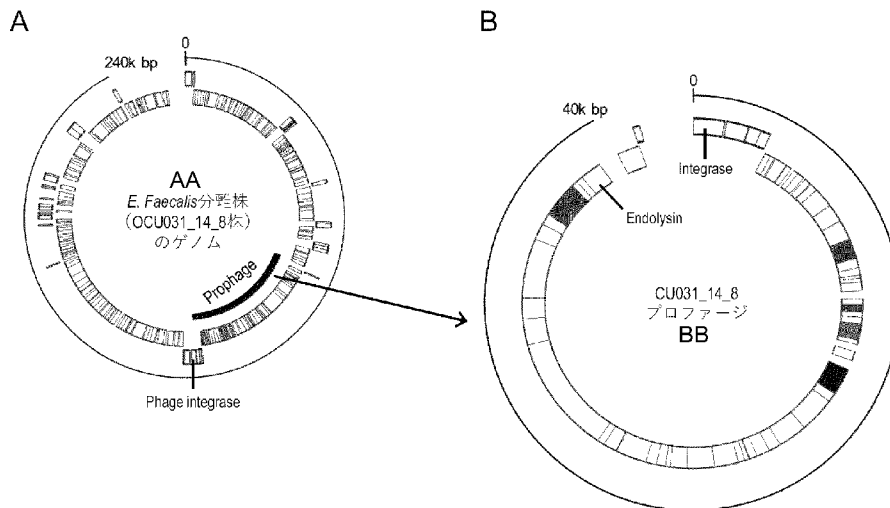 A
B
0
240k bp
AA
E. Faecalis分離株
(OCU031_14_8株)
のゲノム
Prophage
Phage integrase
0
40k bp
Integrase
Endolysin
CU031_14_8
プロファージ
BB